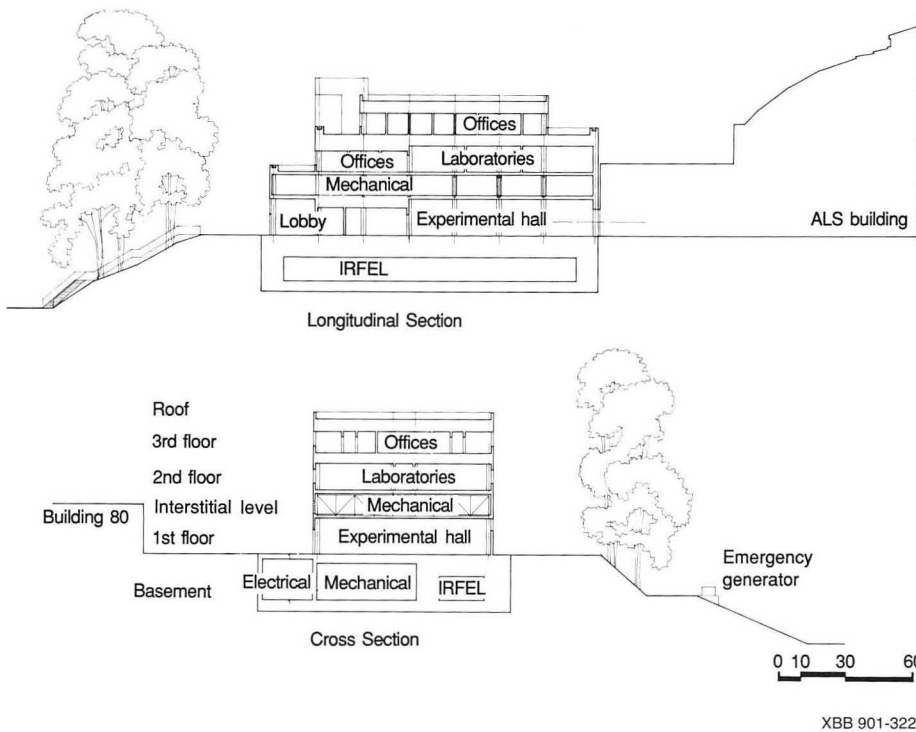 Offices
Offices Laboratories
Mechanical
Lobby Experimental hall ALS building
IRFEL
Longitudinal Section
Roof
3rd floor Offices
2nd floor Laboratories
Interstitial level Mechanical
Building 80
1st floor Experimental hall
Emergency
generator
Basement Electrical Mechanical IRFEL
Cross Section
0 10 30 60
XBB 901-322